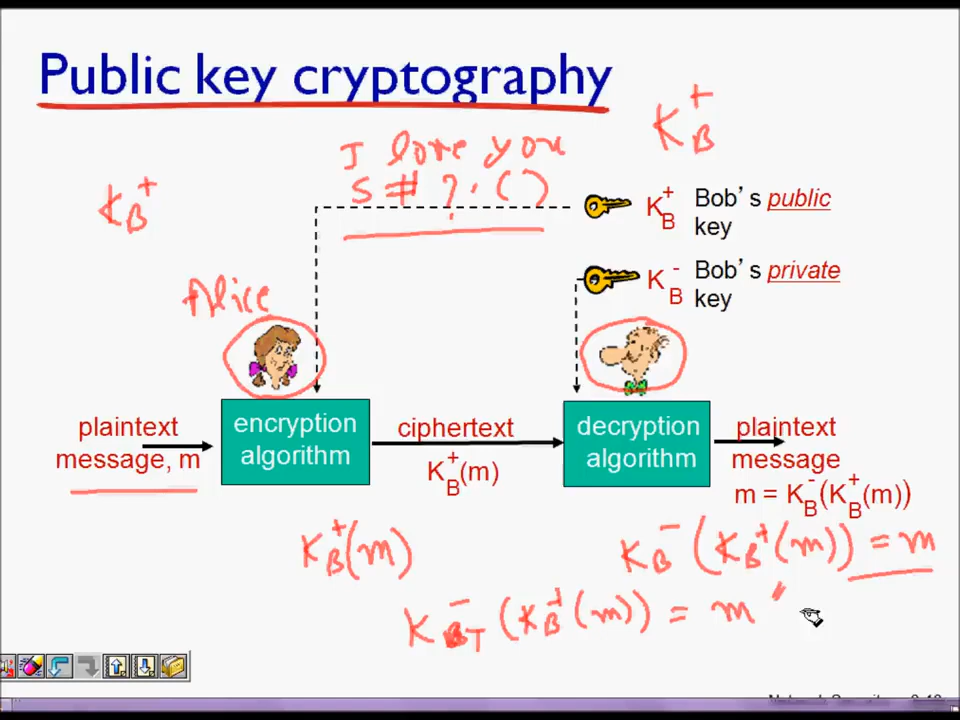 Public key cryptography
K_B^+
I love you
S # ? . ( )
K_B^+
K_B^+ Bob's public
key
K_B^- Bob's private
key
Alice
plaintext
message, m
encryption
algorithm
ciphertext
K_B^+(m)
decryption
algorithm
plaintext
message
m = K_B^-(K_B^+(m))
K_B^+(m)
K_B^-(K_B^+(m)) = m
(K_B^+(m)) = m